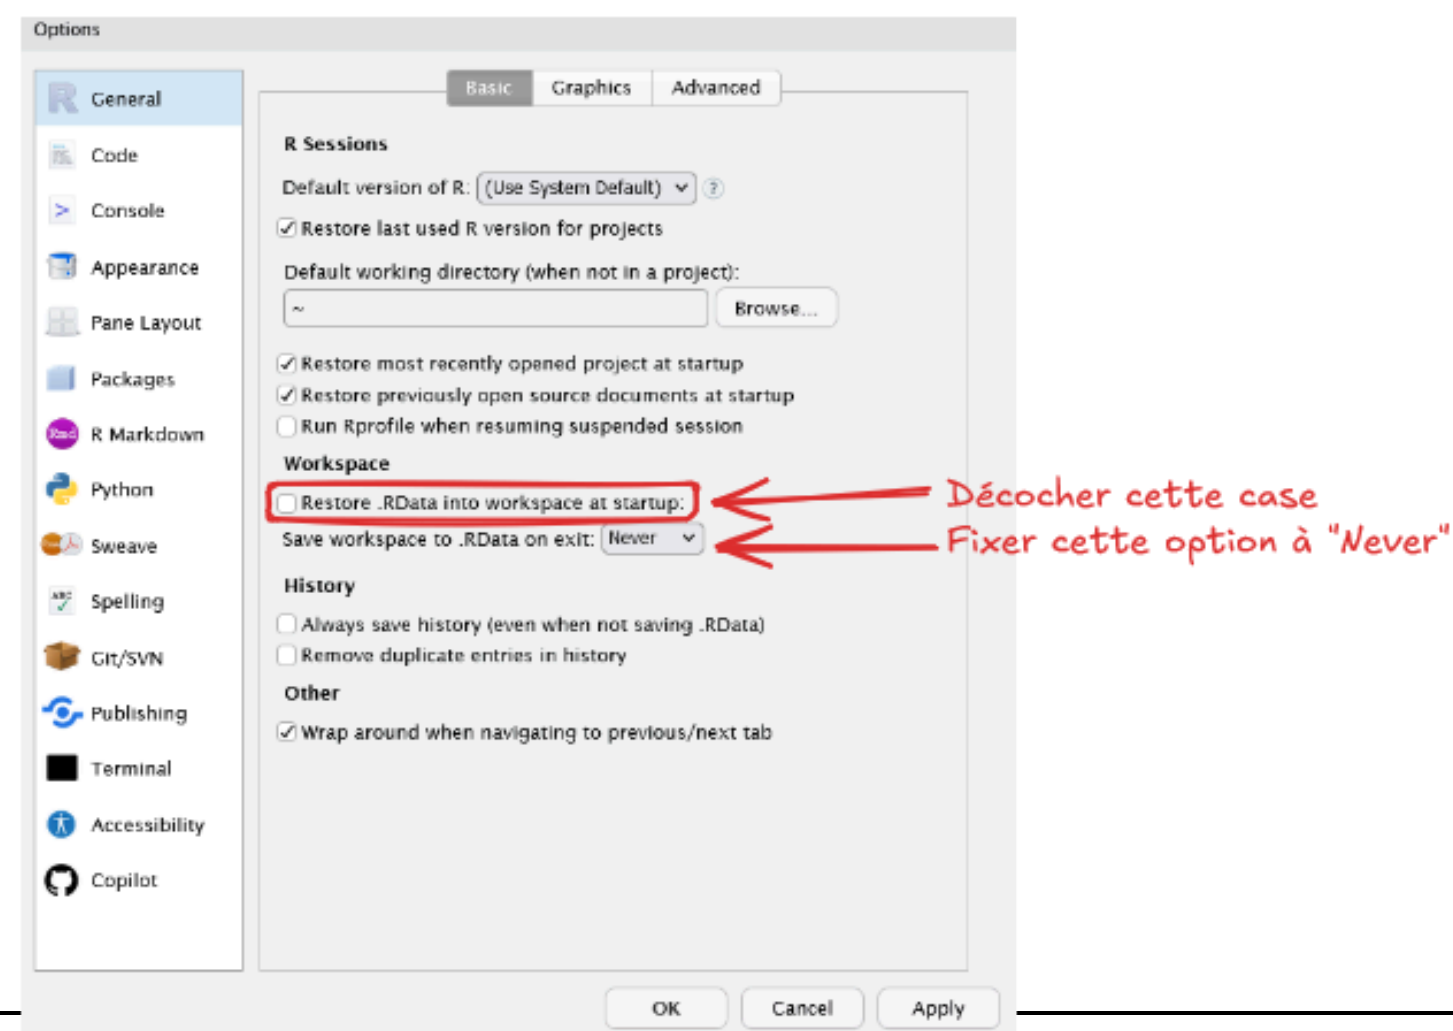 Options
General
Code
Console
Appearance
Pane Layout
Packages
R Markdown
Python
Sweave
Spelling
Git/SVN
Publishing
Terminal
Accessibility
Copilot
Basic Graphics Advanced
R Sessions
Default version of R: (Use System Default) ?
Restore last used R version for projects
Default working directory (when not in a project):
~ Browse...
Restore most recently opened project at startup
Restore previously open source documents at startup
Run Rprofile when resuming suspended session
Workspace
Restore .RData into workspace at startup:
Save workspace to .RData on exit: Never
History
Always save history (even when not saving .RData)
Remove duplicate entries in history
Other
Wrap around when navigating to previous/next tab
OK Cancel Apply
Décocher cette case
Fixer cette option à "Never"